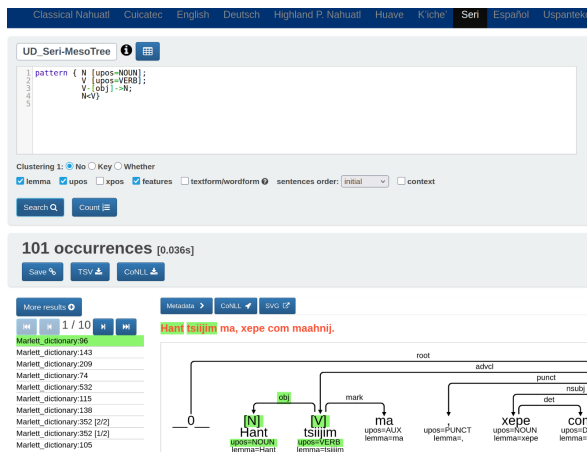 Classical Nahuatl Cuicatec English Deutsch Highland P. Nahuatl Huave K'iche' Seri Español Uspanteko
UD_Seri-MesoTree
1 pattern { N [upos=NOUN];
2 V [upos=VERB];
3 V-[obj]->N;
4 N<V}
5
Clustering 1: No Key Whether
lemma upos xpos features textform/wordform sentences order: initial context
Search Count
101 occurrences [0.036s]
Save TSV CoNLL
More results
1 / 10
Marlett_dictionary:96
Marlett_dictionary:143
Marlett_dictionary:209
Marlett_dictionary:74
Marlett_dictionary:532
Marlett_dictionary:115
Marlett_dictionary:138
Marlett_dictionary:352 [2/2]
Marlett_dictionary:352 [1/2]
Marlett_dictionary:105
Metadata CoNLL SVG
Hant tsiijim ma, xepe com maahnij.
root
advcl
punct
nsubj
obj mark det
__0__ [N] [V] ma , xepe com
Hant tsiijim
upos=NOUN upos=VERB upos=AUX upos=PUNCT upos=NOUN upos=D
lemma=Hant lemma=tsiijim lemma=ma lemma=, lemma=xepe lemma=